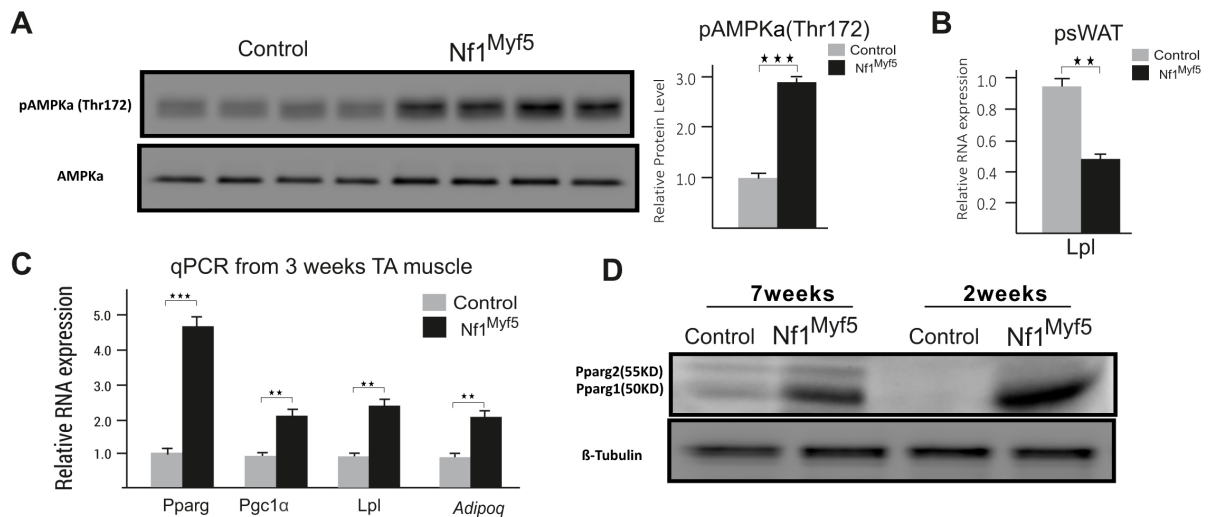 A
Control Nf1Myf5
pAMPKa (Thr172)
AMPKa
pAMPKa(Thr172)
Control
Nf1Myf5
★★★
Relative Protein Level
3.0
2.0
1.0
B
psWAT
Control
Nf1Myf5
★★
Relative RNA expression
1.0
0.8
0.6
0.4
0.2
Lpl
C
qPCR from 3 weeks TA muscle
Control
Nf1Myf5
Relative RNA expression
5.0
4.0
3.0
2.0
1.0
★★★
★★
★★
★★
Pparg Pgc1α Lpl Adipoq
D
7weeks 2weeks
Control Nf1Myf5 Control Nf1Myf5
Pparg2(55KD)
Pparg1(50KD)
ß-Tubulin